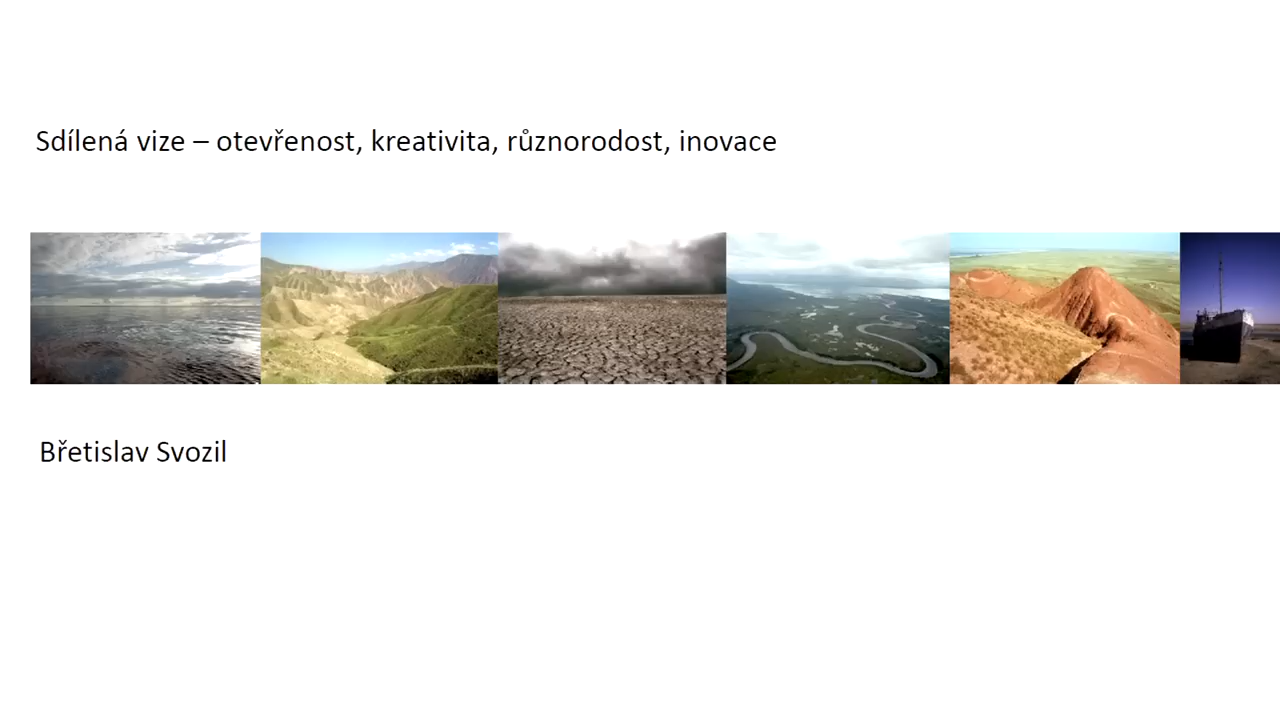 Sdílená vize – otevřenost, kreativita, různorodost, inovace
Břetislav Svozil